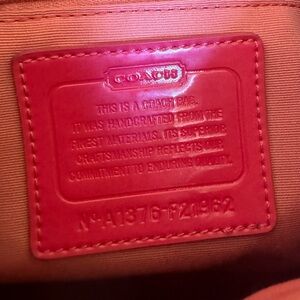 COACH
THIS IS A COACH BAG.
IT WAS HANDCRAFTED FROM THE
FINEST MATERIALS. ITS SUPERIOR
CRAFTSMANSHIP REFLECTS OUR
COMMITMENT TO ENDURING QUALITY.
Nº A1376-F21962